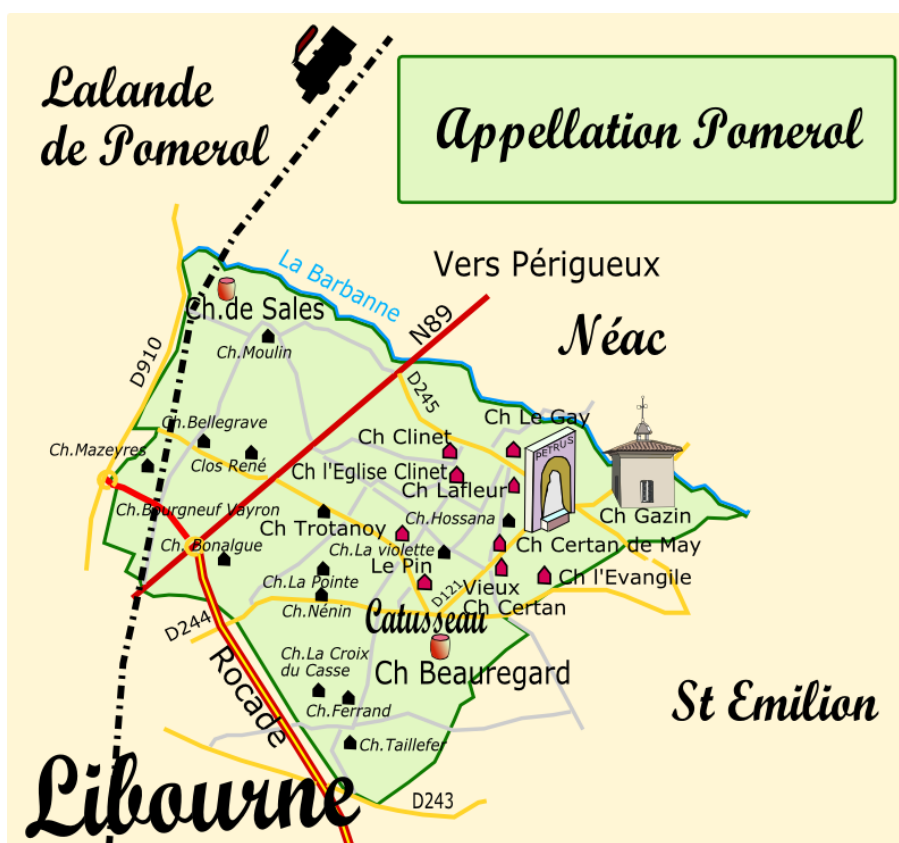 Lalande
de Pomerol
Appellation Pomerol
La Barbanne
Vers Périgueux
Ch.de Sales
N89
Néac
Ch.Moulin
D910
D245
Ch.Bellegrave
Ch Le Gay
Ch.Mazeyres
Clos René
Ch Clinet
PETRUS
Ch l'Eglise Clinet
Ch Lafleur
Ch.Bourgneuf Vayron
Ch.Hossana
Ch Gazin
Ch Trotanoy
Ch. Bonalgue
Ch.La violette
Ch Certan de May
Le Pin
Ch.La Pointe
Ch l'Evangile
D121
Vieux
Ch Certan
Ch.Nénin
Catusseau
D244
Ch.La Croix
du Casse
Ch Beauregard
Rocade
Ch.Ferrand
St Emilion
Ch.Taillefer
Libourne
D243